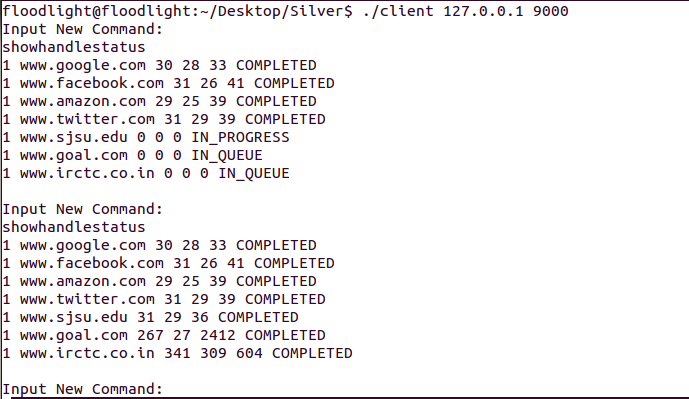 floodlight@floodlight:~/Desktop/Silver$ ./client 127.0.0.1 9000
Input New Command:
showhandlestatus
1 www.google.com 30 28 33 COMPLETED
1 www.facebook.com 31 26 41 COMPLETED
1 www.amazon.com 29 25 39 COMPLETED
1 www.twitter.com 31 29 39 COMPLETED
1 www.sjsu.edu 0 0 0 IN_PROGRESS
1 www.goal.com 0 0 0 IN_QUEUE
1 www.irctc.co.in 0 0 0 IN_QUEUE
Input New Command:
showhandlestatus
1 www.google.com 30 28 33 COMPLETED
1 www.facebook.com 31 26 41 COMPLETED
1 www.amazon.com 29 25 39 COMPLETED
1 www.twitter.com 31 29 39 COMPLETED
1 www.sjsu.edu 31 29 36 COMPLETED
1 www.goal.com 267 27 2412 COMPLETED
1 www.irctc.co.in 341 309 604 COMPLETED
Input New Command: